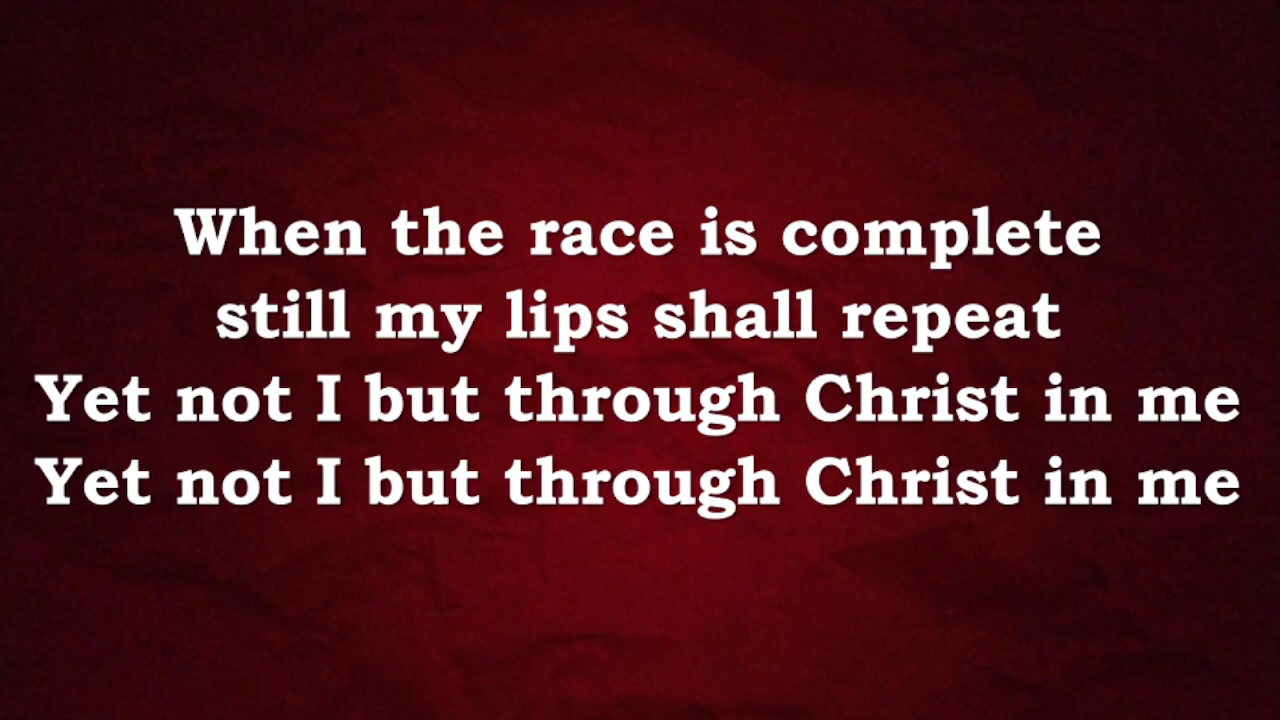 When the race is complete
still my lips shall repeat
Yet not I but through Christ in me
Yet not I but through Christ in me